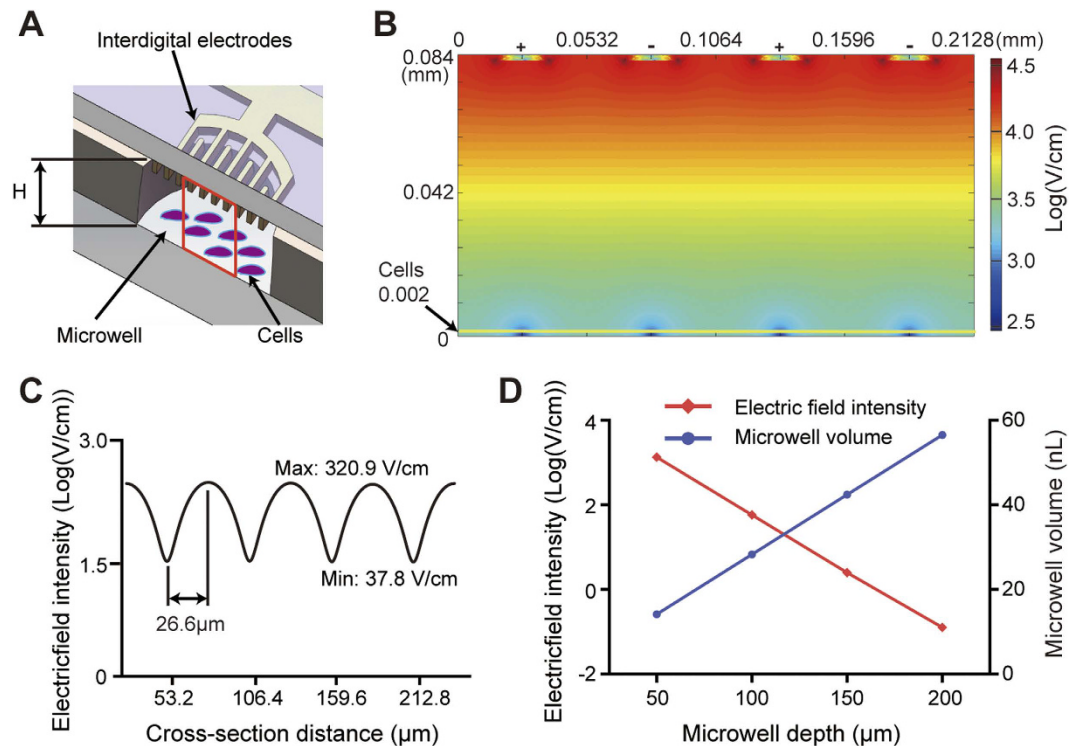 A
Interdigital electrodes
H
Microwell
Cells
B
0 + 0.0532 - 0.1064 + 0.1596 - 0.2128 (mm)
0.084
(mm)
0.042
Cells
0.002
0
4.5
4.0
3.5
3.0
2.5
Log(V/cm)
C
Electricfield intensity (Log(V/cm))
3.0
1.5
0
Max: 320.9 V/cm
Min: 37.8 V/cm
26.6μm
53.2 106.4 159.6 212.8
Cross-section distance (μm)
D
Electric field intensity
Microwell volume
Electricfield intensity (Log(V/cm))
4
2
0
-2
60
40
20
0
Microwell volume (nL)
50 100 150 200
Microwell depth (μm)